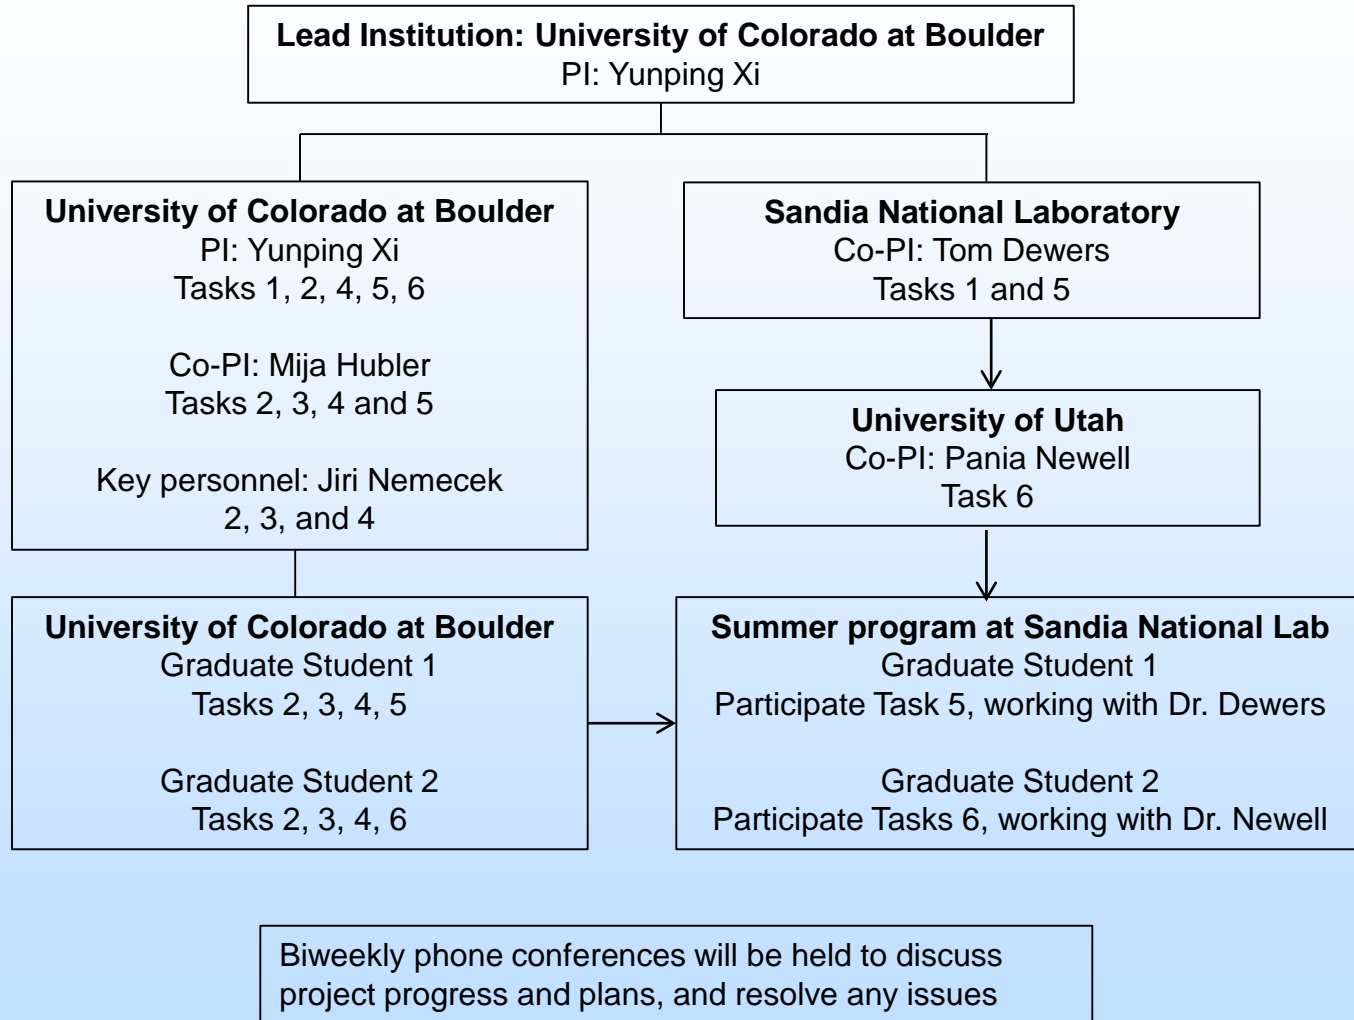 Lead Institution: University of Colorado at Boulder
PI: Yunping Xi
University of Colorado at Boulder
PI: Yunping Xi
Tasks 1, 2, 4, 5, 6
Co-PI: Mija Hubler
Tasks 2, 3, 4 and 5
Key personnel: Jiri Nemecek
2, 3, and 4
Sandia National Laboratory
Co-PI: Tom Dewers
Tasks 1 and 5
University of Utah
Co-PI: Pania Newell
Task 6
University of Colorado at Boulder
Graduate Student 1
Tasks 2, 3, 4, 5
Graduate Student 2
Tasks 2, 3, 4, 6
Summer program at Sandia National Lab
Graduate Student 1
Participate Task 5, working with Dr. Dewers
Graduate Student 2
Participate Tasks 6, working with Dr. Newell
Biweekly phone conferences will be held to discuss
project progress and plans, and resolve any issues